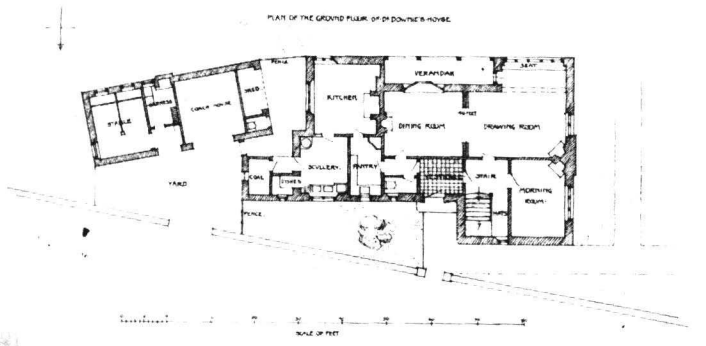 PLAN OF THE GROUND FLOOR OF DR DOWNIE'S HOUSE
FENCE
VERANDAH
SEAT
KITCHEN
HARNESS
COACH HOUSE
SHED
STABLE
DINING ROOM
DRAWING ROOM
SCULLERY.
PANTRY
COAL
YARD
STAIR
MORNING
ROOM.
FENCE.
SCALE OF FEET